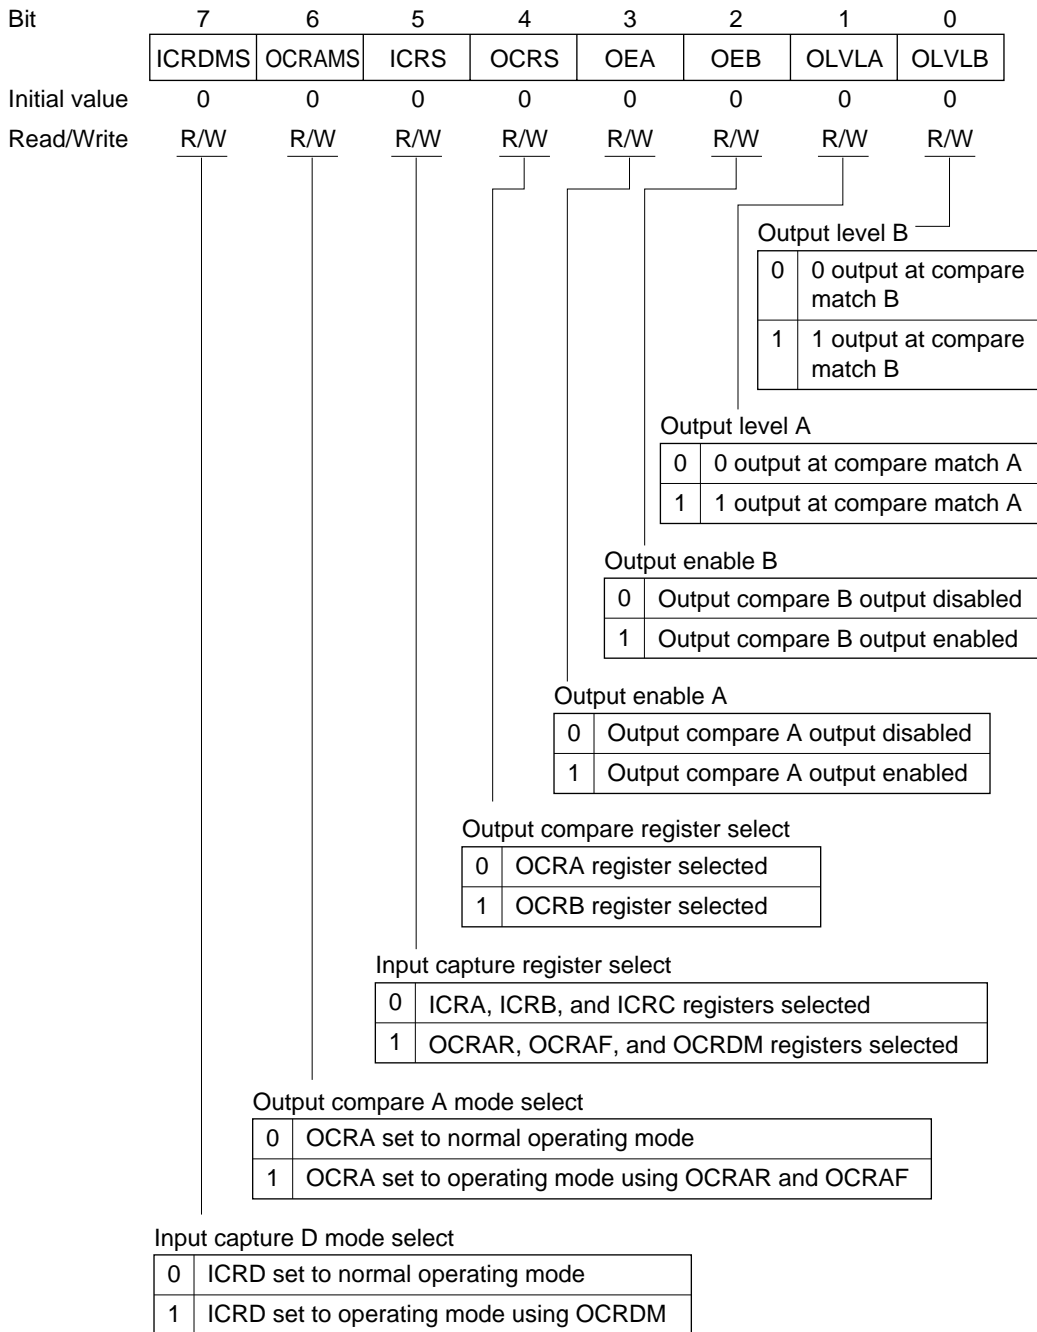 Bit 7 6 5 4 3 2 1 0
ICRDMS OCRAMS ICRS OCRS OEA OEB OLVLA OLVLB
Initial value 0 0 0 0 0 0 0 0
Read/Write R/W R/W R/W R/W R/W R/W R/W R/W
Output level B
0 0 output at compare
match B
1 1 output at compare
match B
Output level A
0 0 output at compare match A
1 1 output at compare match A
Output enable B
0 Output compare B output disabled
1 Output compare B output enabled
Output enable A
0 Output compare A output disabled
1 Output compare A output enabled
Output compare register select
0 OCRA register selected
1 OCRB register selected
Input capture register select
0 ICRA, ICRB, and ICRC registers selected
1 OCRAR, OCRAF, and OCRDM registers selected
Output compare A mode select
0 OCRA set to normal operating mode
1 OCRA set to operating mode using OCRAR and OCRAF
Input capture D mode select
0 ICRD set to normal operating mode
1 ICRD set to operating mode using OCRDM